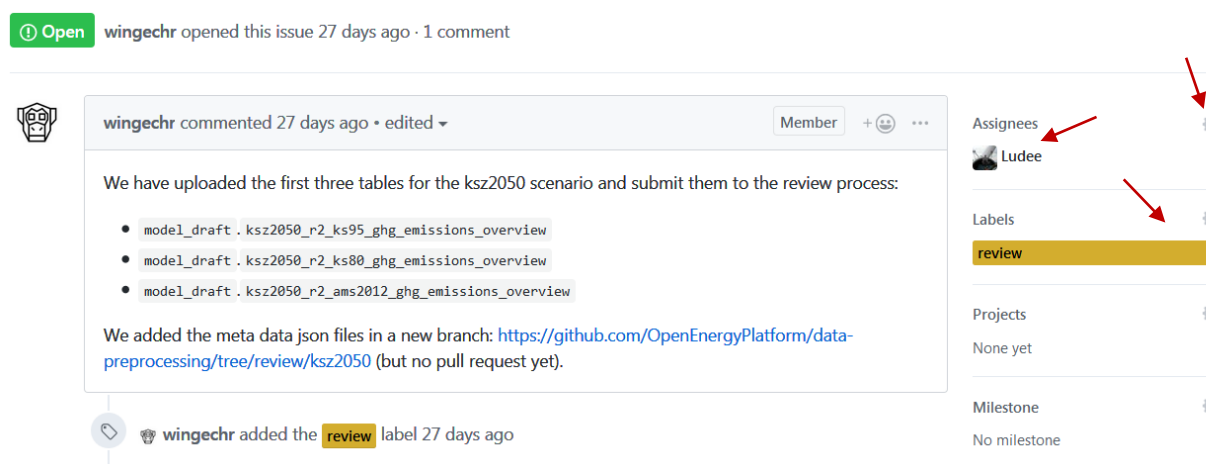 Open wingechr opened this issue 27 days ago · 1 comment
wingechr commented 27 days ago • edited
Member
We have uploaded the first three tables for the ksz2050 scenario and submit them to the review process:
• model_draft . ksz2050_r2_ks95_ghg_emissions_overview
• model_draft . ksz2050_r2_ks80_ghg_emissions_overview
• model_draft . ksz2050_r2_ams2012_ghg_emissions_overview
We added the meta data json files in a new branch: https://github.com/OpenEnergyPlatform/data-
preprocessing/tree/review/ksz2050 (but no pull request yet).
wingechr added the review label 27 days ago
Assignees
Ludee
Labels
review
Projects
None yet
Milestone
No milestone